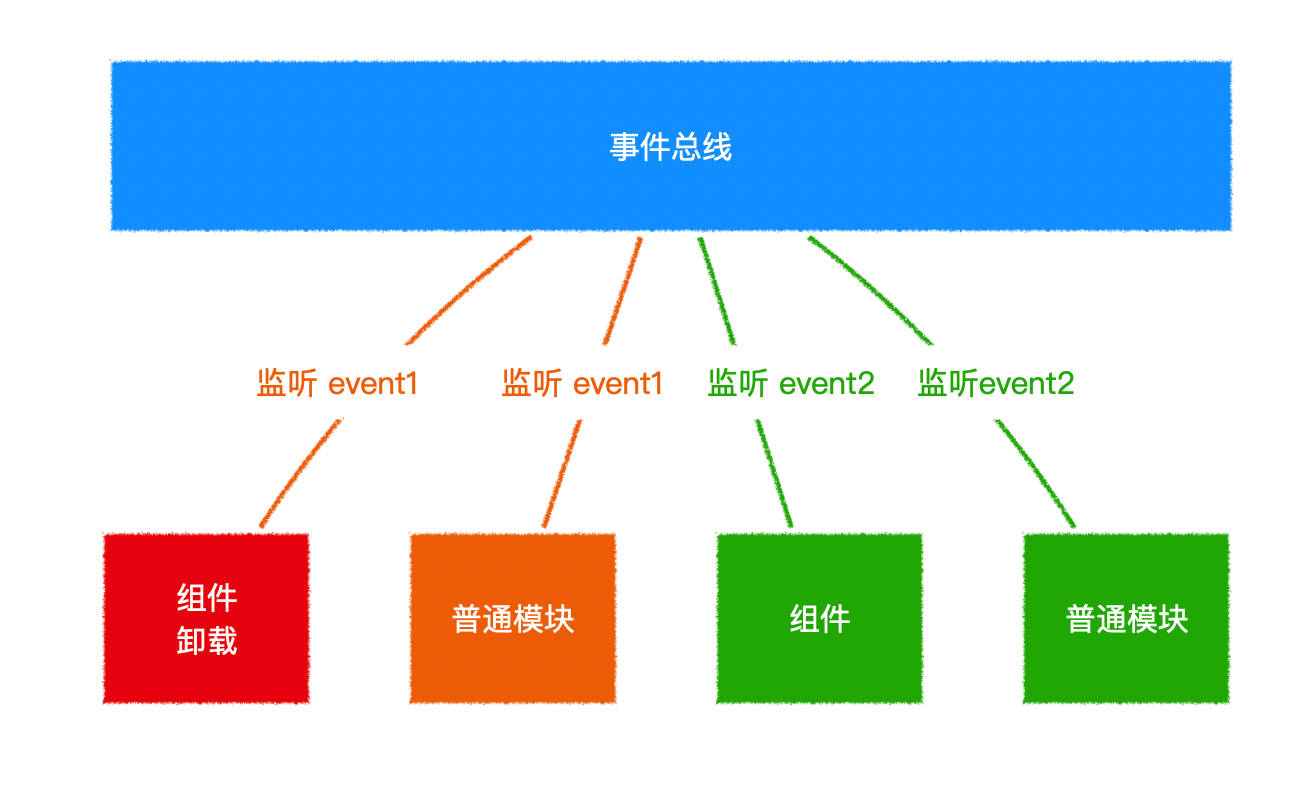 事件总线
监听 event1
监听 event1
监听 event2
监听event2
组件
卸载
普通模块
组件
普通模块